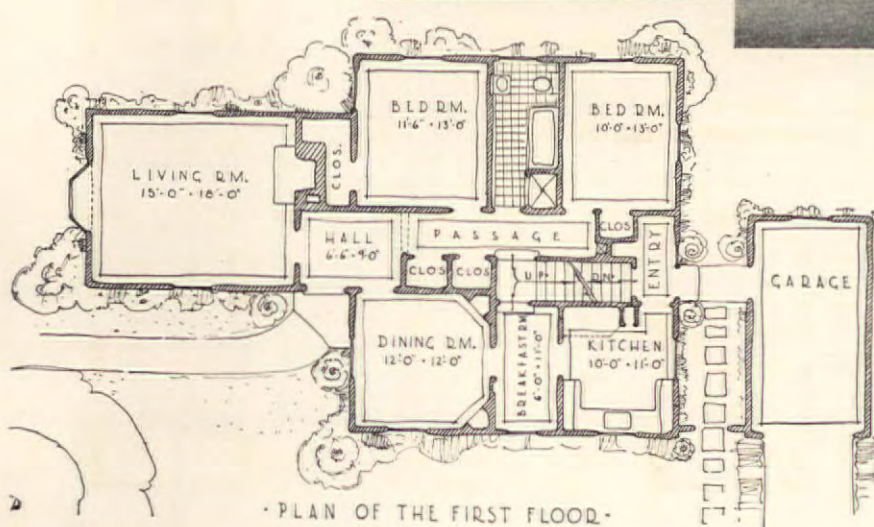 BED RM.
11'-6" × 13'-0"
BED RM.
10'-0" × 13'-0"
LIVING RM.
15'-0" × 18'-0"
CLOS.
HALL
6'-6" × 9'-0"
PASSAGE
CLOS
CLOS
CLOS
UP
DN
ENTRY
GARAGE
DINING RM.
12'-0" × 12'-0"
BREAKFAST RM
6'-0" × 11'-0"
KITCHEN
10'-0" × 11'-0"
- PLAN OF THE FIRST FLOOR -